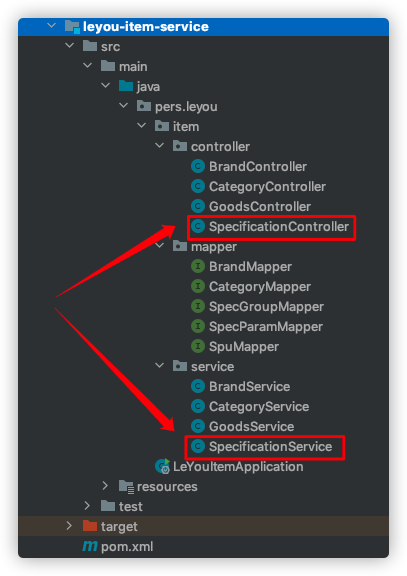 leyou-item-service
src
main
java
pers.leyou
item
controller
BrandController
CategoryController
GoodsController
SpecificationController
mapper
BrandMapper
CategoryMapper
SpecGroupMapper
SpecParamMapper
SpuMapper
service
BrandService
CategoryService
GoodsService
SpecificationService
LeYouItemApplication
resources
test
target
pom.xml